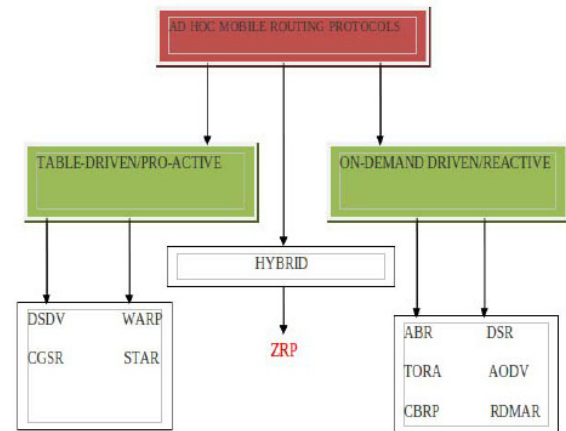 AD HOC MOBILE ROUTING PROTOCOLS
TABLE-DRIVEN/PRO-ACTIVE
ON-DEMAND DRIVEN/REACTIVE
HYBRID
DSDV WARP
CGSR STAR
ZRP
ABR DSR
TORA AODV
CBRP RDMAR